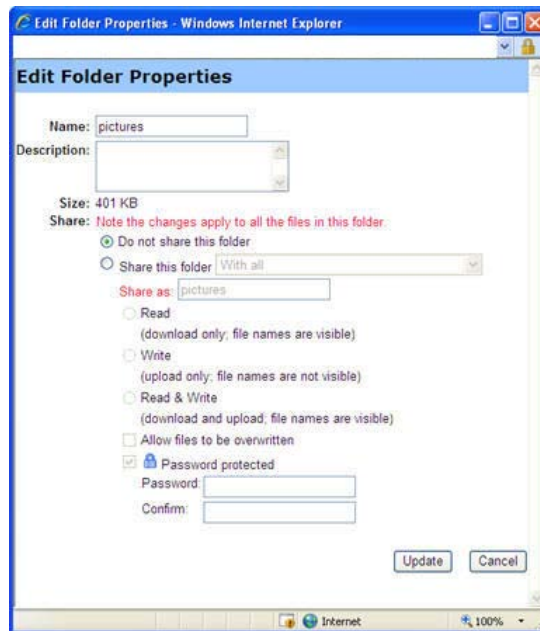 Edit Folder Properties - Windows Internet Explorer
Edit Folder Properties
Name: pictures
Description:
Size: 401 KB
Share: Note the changes apply to all the files in this folder.
Do not share this folder
Share this folder With all
Share as: pictures
Read
(download only; file names are visible)
Write
(upload only; file names are not visible)
Read & Write
(download and upload; file names are visible)
Allow files to be overwritten
Password protected
Password:
Confirm:
Update Cancel
Internet 100%